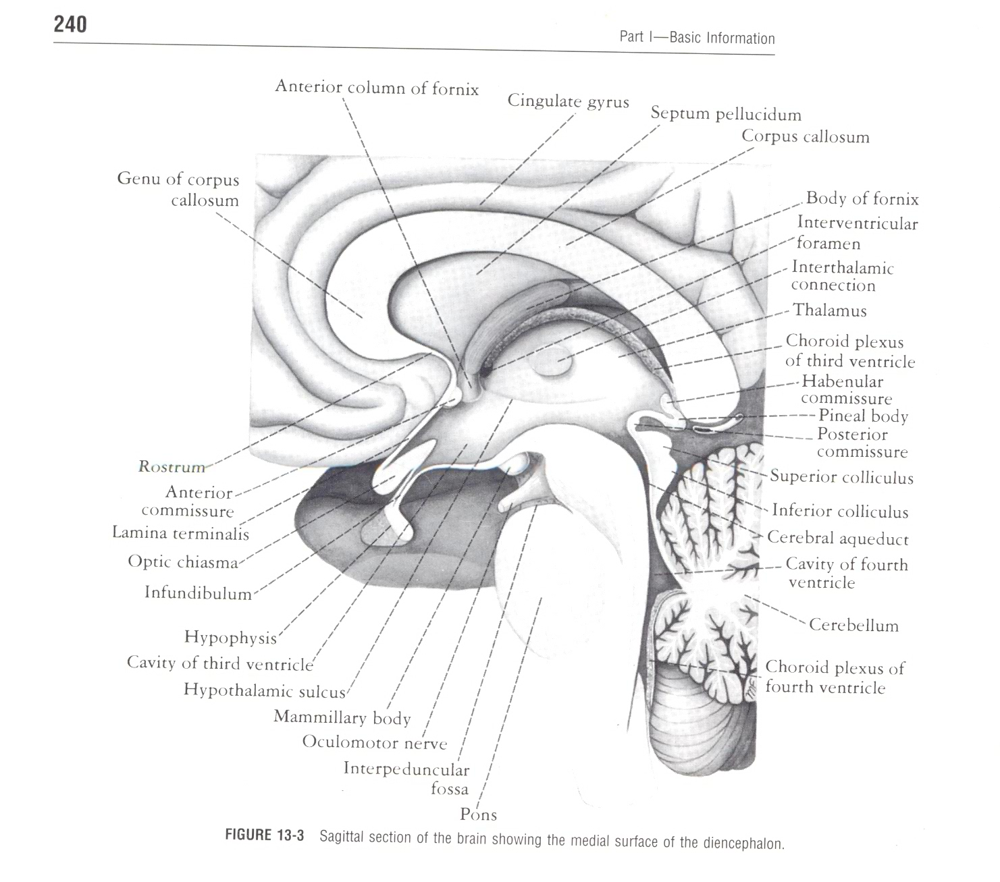 240
Part I—Basic Information
Anterior column of fornix
Cingulate gyrus
Septum pellucidum
Corpus callosum
Genu of corpus
callosum
Body of fornix
Interventricular
foramen
Interthalamic
connection
Thalamus
Choroid plexus
of third ventricle
Habenular
commissure
Pineal body
Posterior
commissure
Superior colliculus
Inferior colliculus
Cerebral aqueduct
Cavity of fourth
ventricle
Cerebellum
Choroid plexus of
fourth ventricle
Rostrum
Anterior
commissure
Lamina terminalis
Optic chiasma
Infundibulum
Hypophysis
Cavity of third ventricle
Hypothalamic sulcus
Mammillary body
Oculomotor nerve
Interpeduncular
fossa
Pons
FIGURE 13-3 Sagittal section of the brain showing the medial surface of the diencephalon.